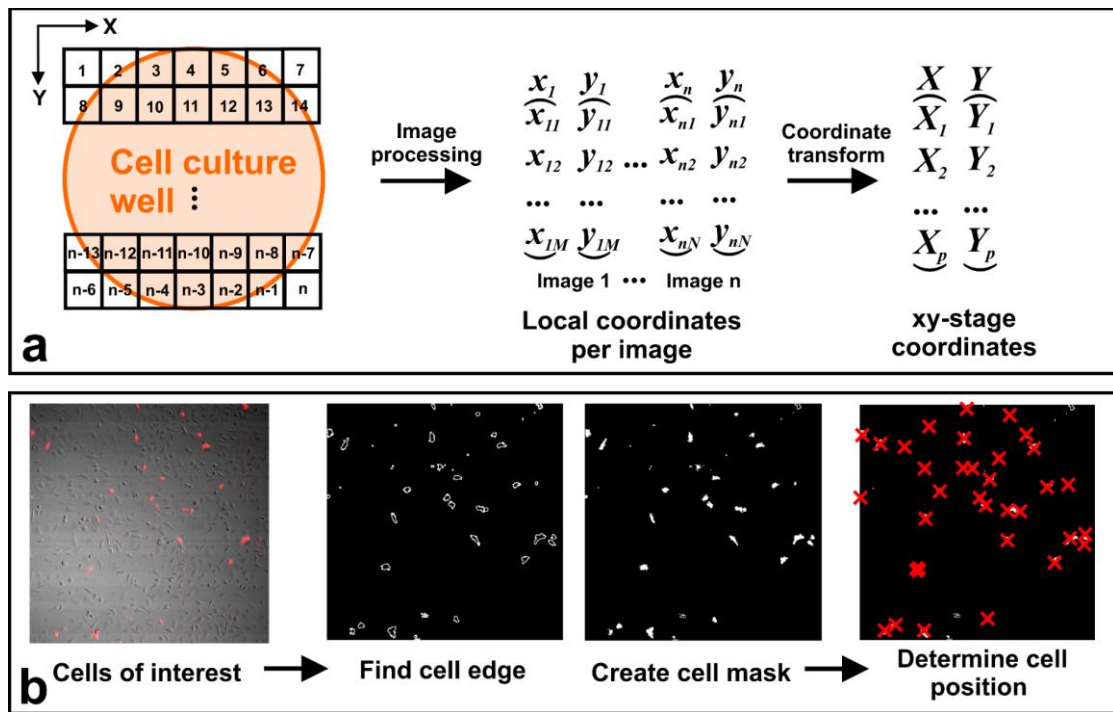 X
Y
1 2 3 4 5 6 7
8 9 10 11 12 13 14
Cell culture
well
⋮
n-13 n-12 n-11 n-10 n-9 n-8 n-7
n-6 n-5 n-4 n-3 n-2 n-1 n
Image
processing
x1 y1 xn yn
x11 y11 xn1 yn1
x12 y12 ... xn2 yn2
... ... ... ...
x1M y1M xnN ynN
Image 1 ... Image n
Local coordinates
per image
Coordinate
transform
X Y
X1 Y1
X2 Y2
... ...
Xp Yp
xy-stage
coordinates
a
Cells of interest
Find cell edge
Create cell mask
Determine cell
position
b